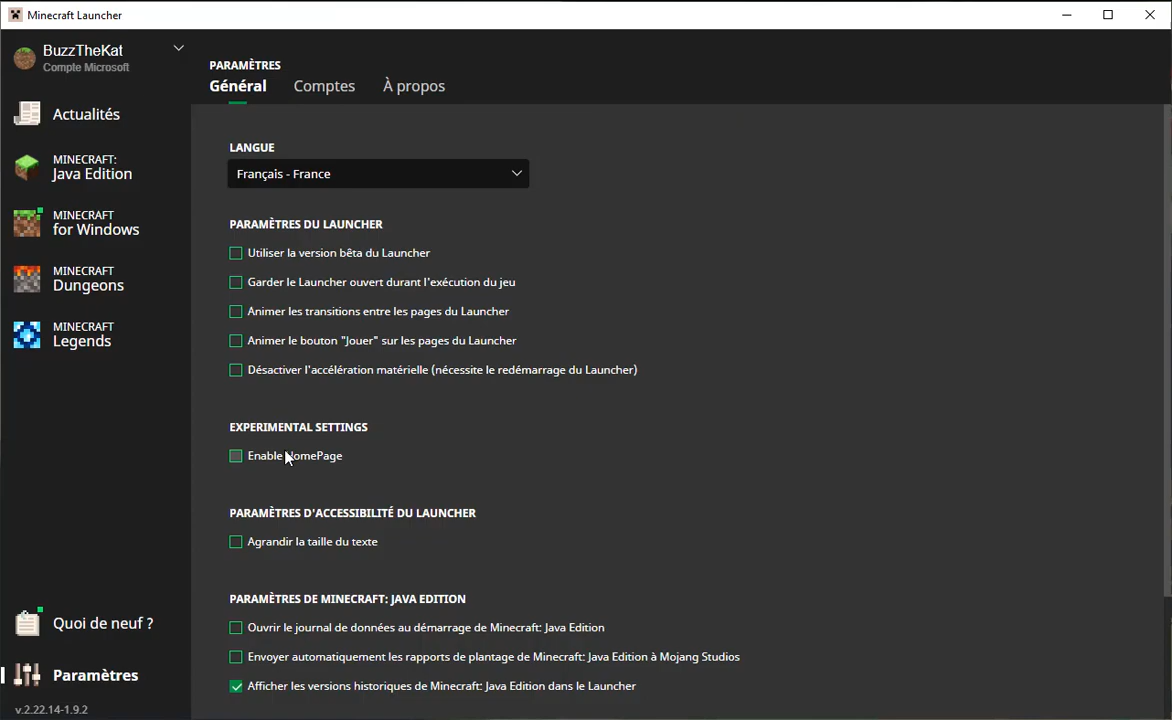 Minecraft Launcher
BuzzTheKat
Compte Microsoft
Actualités
MINECRAFT:
Java Edition
MINECRAFT
for Windows
MINECRAFT
Dungeons
MINECRAFT
Legends
Quoi de neuf ?
Paramètres
v.2.22.14-1.9.2
PARAMÈTRES
Général Comptes À propos
LANGUE
Français - France
PARAMÈTRES DU LAUNCHER
Utiliser la version bêta du Launcher
Garder le Launcher ouvert durant l'exécution du jeu
Animer les transitions entre les pages du Launcher
Animer le bouton "Jouer" sur les pages du Launcher
Désactiver l'accélération matérielle (nécessite le redémarrage du Launcher)
EXPERIMENTAL SETTINGS
Enable HomePage
PARAMÈTRES D'ACCESSIBILITÉ DU LAUNCHER
Agrandir la taille du texte
PARAMÈTRES DE MINECRAFT: JAVA EDITION
Ouvrir le journal de données au démarrage de Minecraft: Java Edition
Envoyer automatiquement les rapports de plantage de Minecraft: Java Edition à Mojang Studios
Afficher les versions historiques de Minecraft: Java Edition dans le Launcher